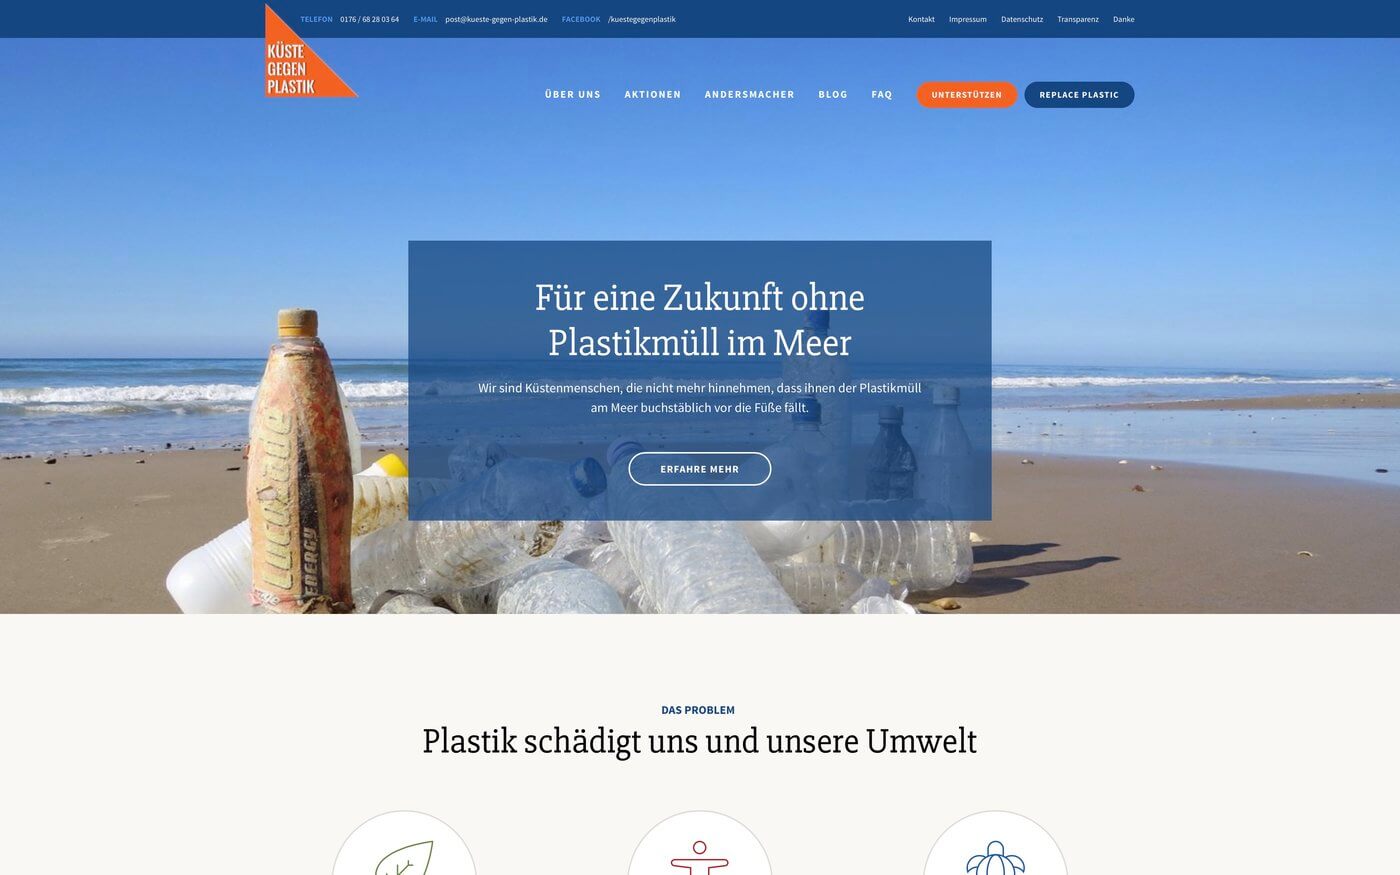 TELEFON 0176 / 68 28 03 64 E-MAIL post@kueste-gegen-plastik.de FACEBOOK /kuestegegenplastik
Kontakt Impressum Datenschutz Transparenz Danke
KÜSTE
GEGEN
PLASTIK
ÜBER UNS AKTIONEN ANDERSMACHER BLOG FAQ UNTERSTÜTZEN REPLACE PLASTIC
Für eine Zukunft ohne
Plastikmüll im Meer
Wir sind Küstenmenschen, die nicht mehr hinnehmen, dass ihnen der Plastikmüll
am Meer buchstäblich vor die Füße fällt.
ERFAHRE MEHR
Lucozade
ENERGY
DAS PROBLEM
Plastik schädigt uns und unsere Umwelt